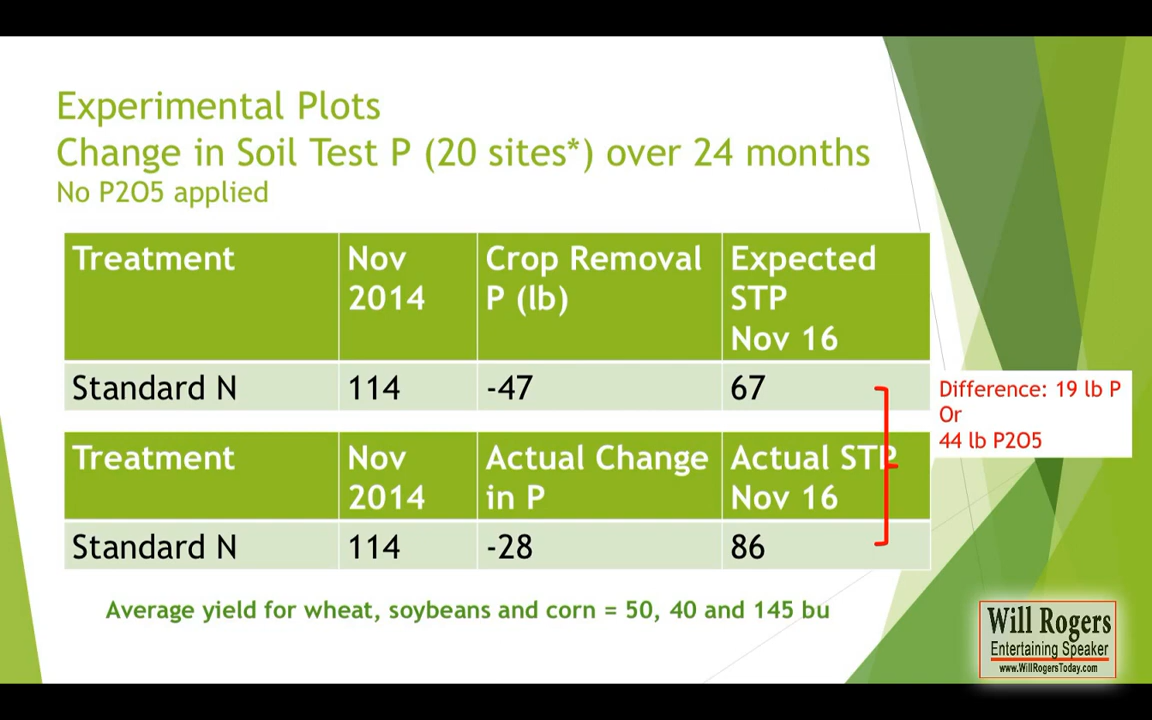 Experimental Plots
Change in Soil Test P (20 sites*) over 24 months
No P2O5 applied
Treatment Nov 2014 Crop Removal P (lb) Expected STP Nov 16
Standard N 114 -47 67
Difference: 19 lb P
Or
44 lb P2O5
Treatment Nov 2014 Actual Change in P Actual STP Nov 16
Standard N 114 -28 86
Average yield for wheat, soybeans and corn = 50, 40 and 145 bu
Will Rogers
Entertaining Speaker
www.WillRogersToday.com